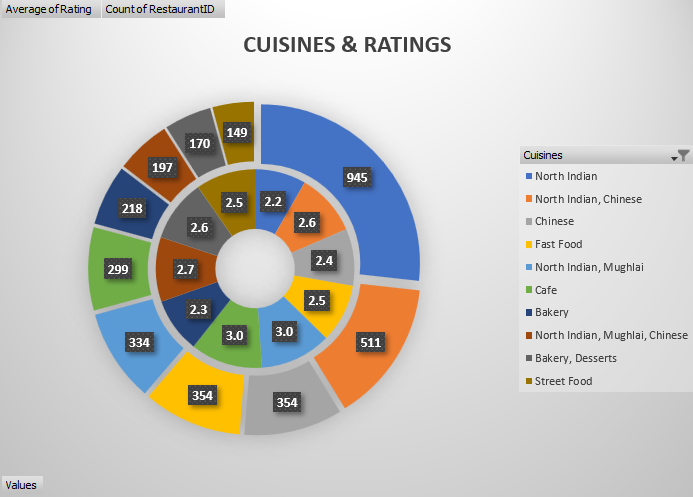 Average of Rating
Count of RestaurantID
CUISINES & RATINGS
149
170
197
945
218
2.5
2.2
2.6
2.6
Cuisines
North Indian
North Indian, Chinese
Chinese
Fast Food
North Indian, Mughlai
Cafe
Bakery
North Indian, Mughlai, Chinese
Bakery, Desserts
Street Food
299
2.7
2.4
2.3
2.5
3.0
3.0
334
511
354
354
Values